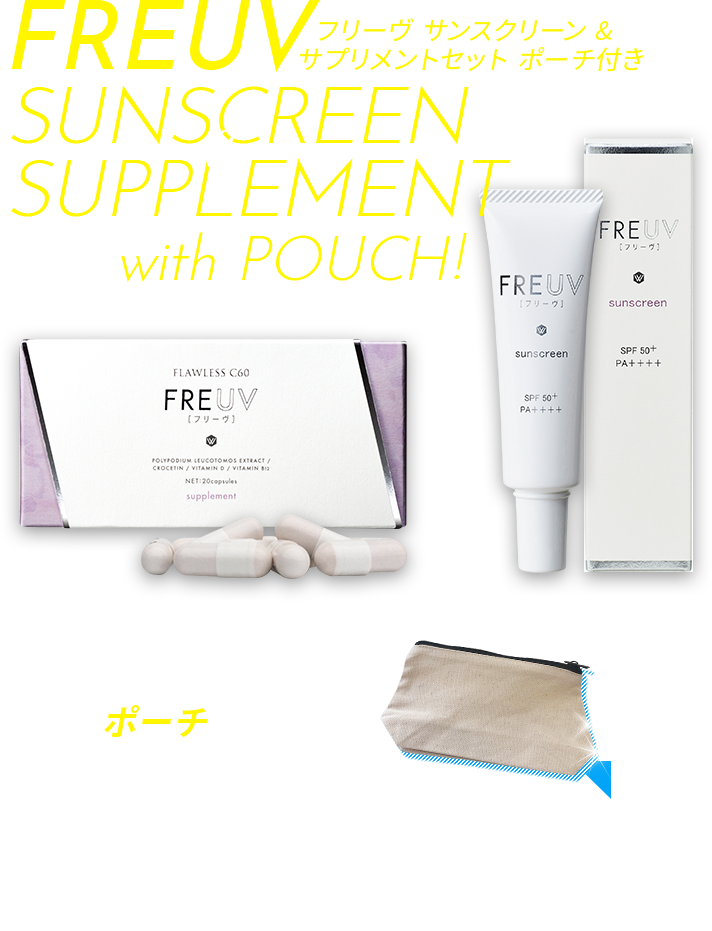 FREUV
フリーヴ サンスクリーン &
サプリメントセット ポーチ付き
SUNSCREEN
SUPPLEMENT
with POUCH!
FREUV
[フリーヴ]
sunscreen
SPF 50+
PA++++
FREUV
[フリーヴ]
sunscreen
SPF 50+
PA++++
FLAWLESS C60
FREUV
[フリーヴ]
POLYPODIUM LEUCOTOMOS EXTRACT /
CROCETIN / VITAMIN D / VITAMIN B12
NET:20capsules
supplement
ポーチ